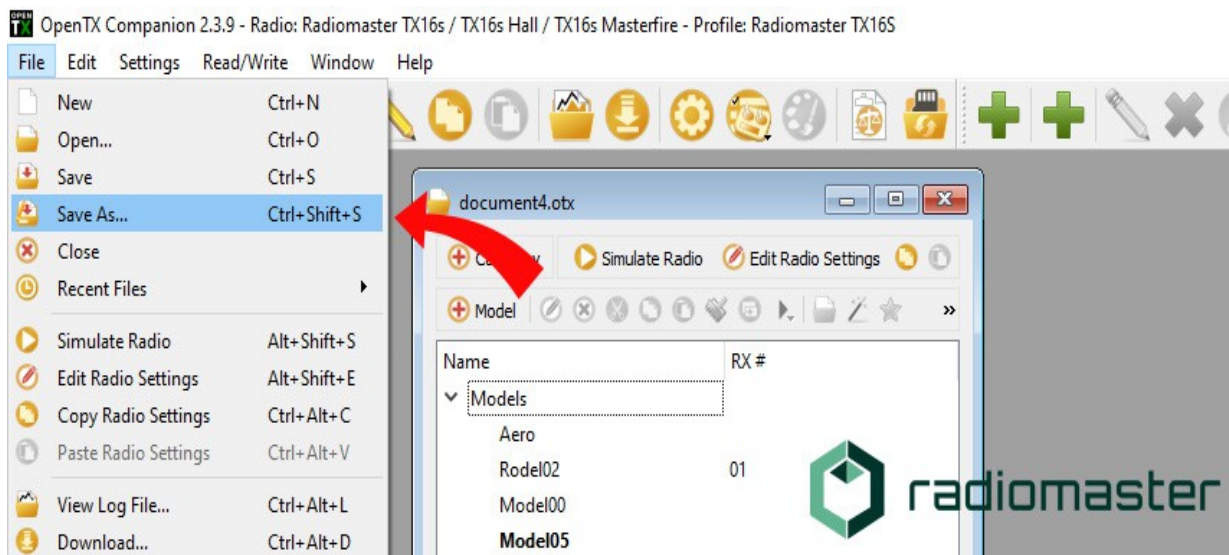 OPEN
TX
OpenTX Companion 2.3.9 - Radio: Radiomaster TX16s / TX16s Hall / TX16s Masterfire - Profile: Radiomaster TX16S
File Edit Settings Read/Write Window Help
New Ctrl+N
Open... Ctrl+O
Save Ctrl+S
Save As... Ctrl+Shift+S
Close
Recent Files
Simulate Radio Alt+Shift+S
Edit Radio Settings Alt+Shift+E
Copy Radio Settings Ctrl+Alt+C
Paste Radio Settings Ctrl+Alt+V
View Log File... Ctrl+Alt+L
Download... Ctrl+Alt+D
document4.otx
Simulate Radio Edit Radio Settings
Model
Name RX #
Models
Aero
Rodel02 01
Model00
Model05
radiomaster